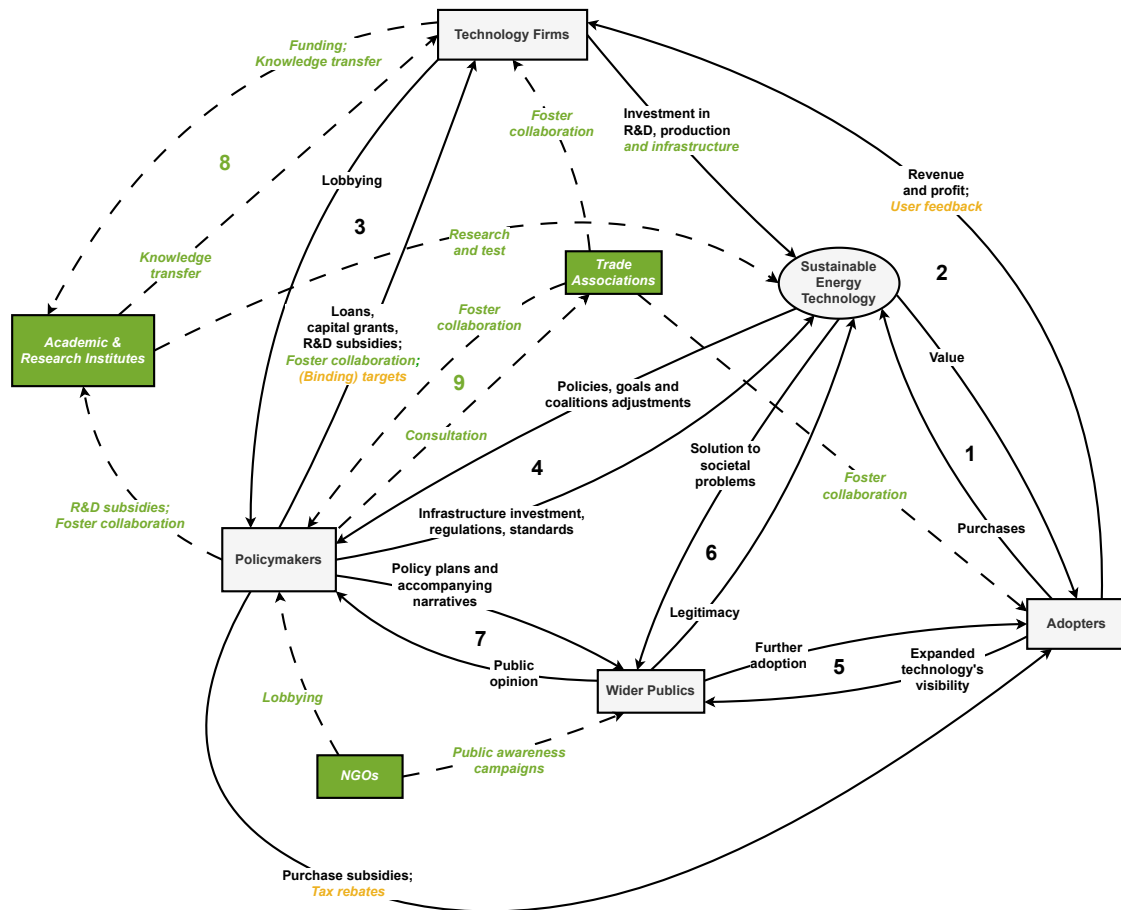 Technology Firms
Funding;
Knowledge transfer
Foster
collaboration
Investment in
R&D, production
and infrastructure
8
Lobbying
3
Revenue
and profit;
User feedback
Knowledge
transfer
Research
and test
Trade
Associations
Sustainable
Energy
Technology
2
Academic &
Research Institutes
Loans,
capital grants,
R&D subsidies;
Foster collaboration;
(Binding) targets
Foster
collaboration
9
Value
Policies, goals and
coalitions adjustments
Consultation
1
Solution to
societal
problems
Foster
collaboration
4
R&D subsidies;
Foster collaboration
Infrastructure investment,
regulations, standards
Purchases
Policymakers
6
Policy plans and
accompanying
narratives
Legitimacy
Adopters
7
Further
adoption
5
Expanded
technology's
visibility
Public
opinion
Wider Publics
Lobbying
Public awareness
campaigns
NGOs
Purchase subsidies;
Tax rebates